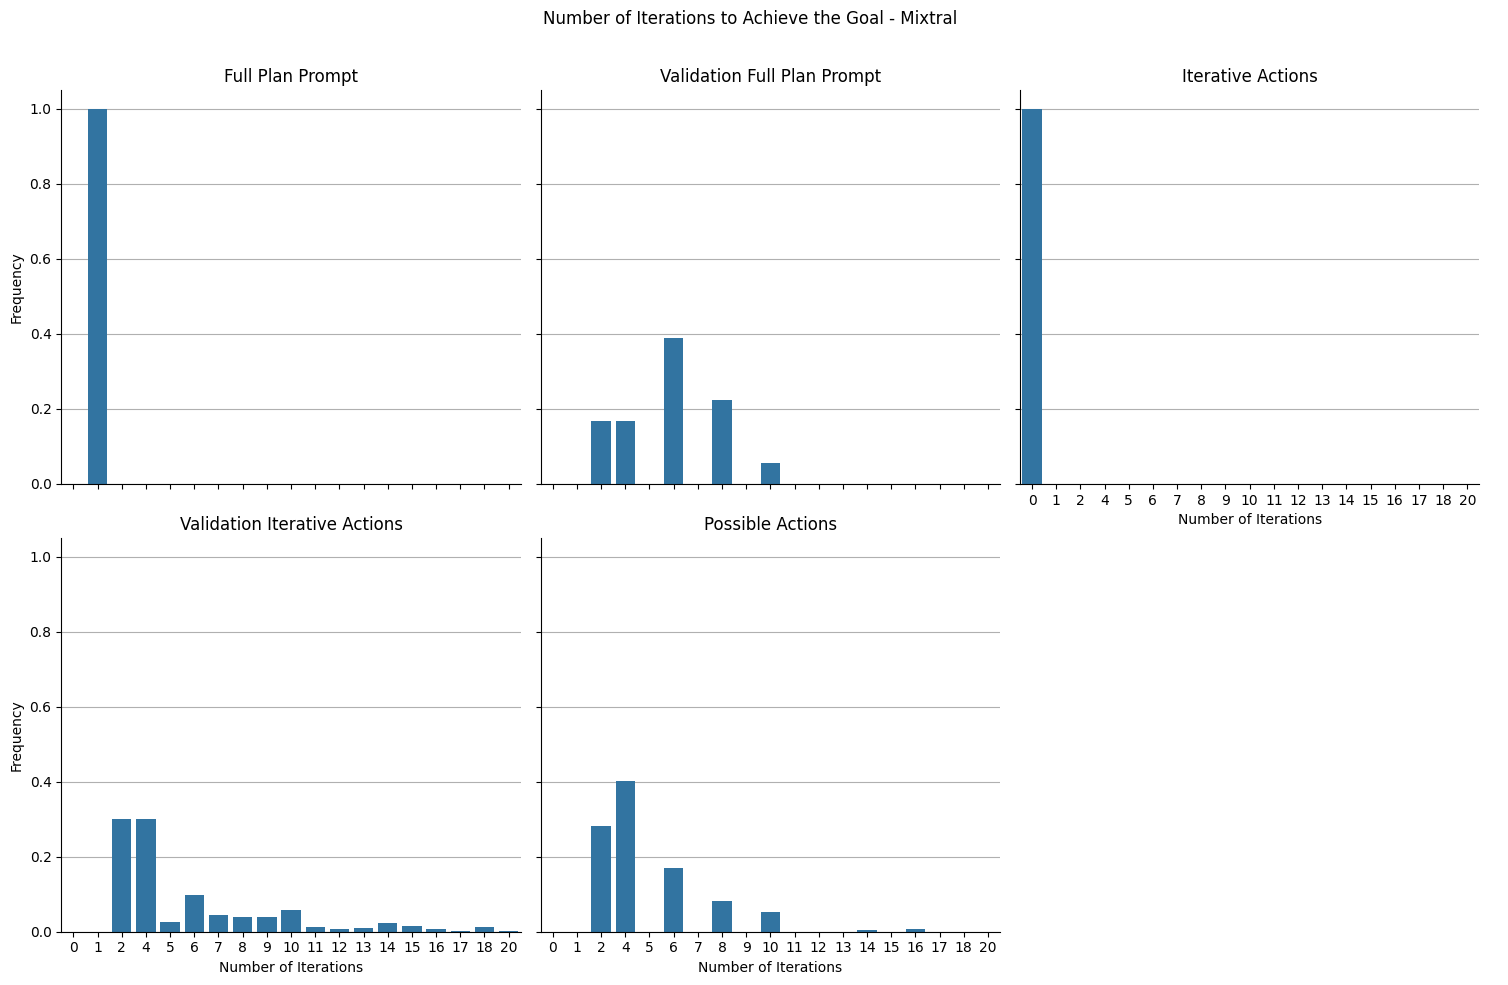 Number of Iterations to Achieve the Goal - Mixtral
Full Plan Prompt
Validation Full Plan Prompt
Iterative Actions
1.0
0.8
0.6
0.4
0.2
0.0
Frequency
0 1 2 4 5 6 7 8 9 10 11 12 13 14 15 16 17 18 20
Number of Iterations
Validation Iterative Actions
Possible Actions
1.0
0.8
0.6
0.4
0.2
0.0
Frequency
0 1 2 4 5 6 7 8 9 10 11 12 13 14 15 16 17 18 20
Number of Iterations
0 1 2 4 5 6 7 8 9 10 11 12 13 14 15 16 17 18 20
Number of Iterations